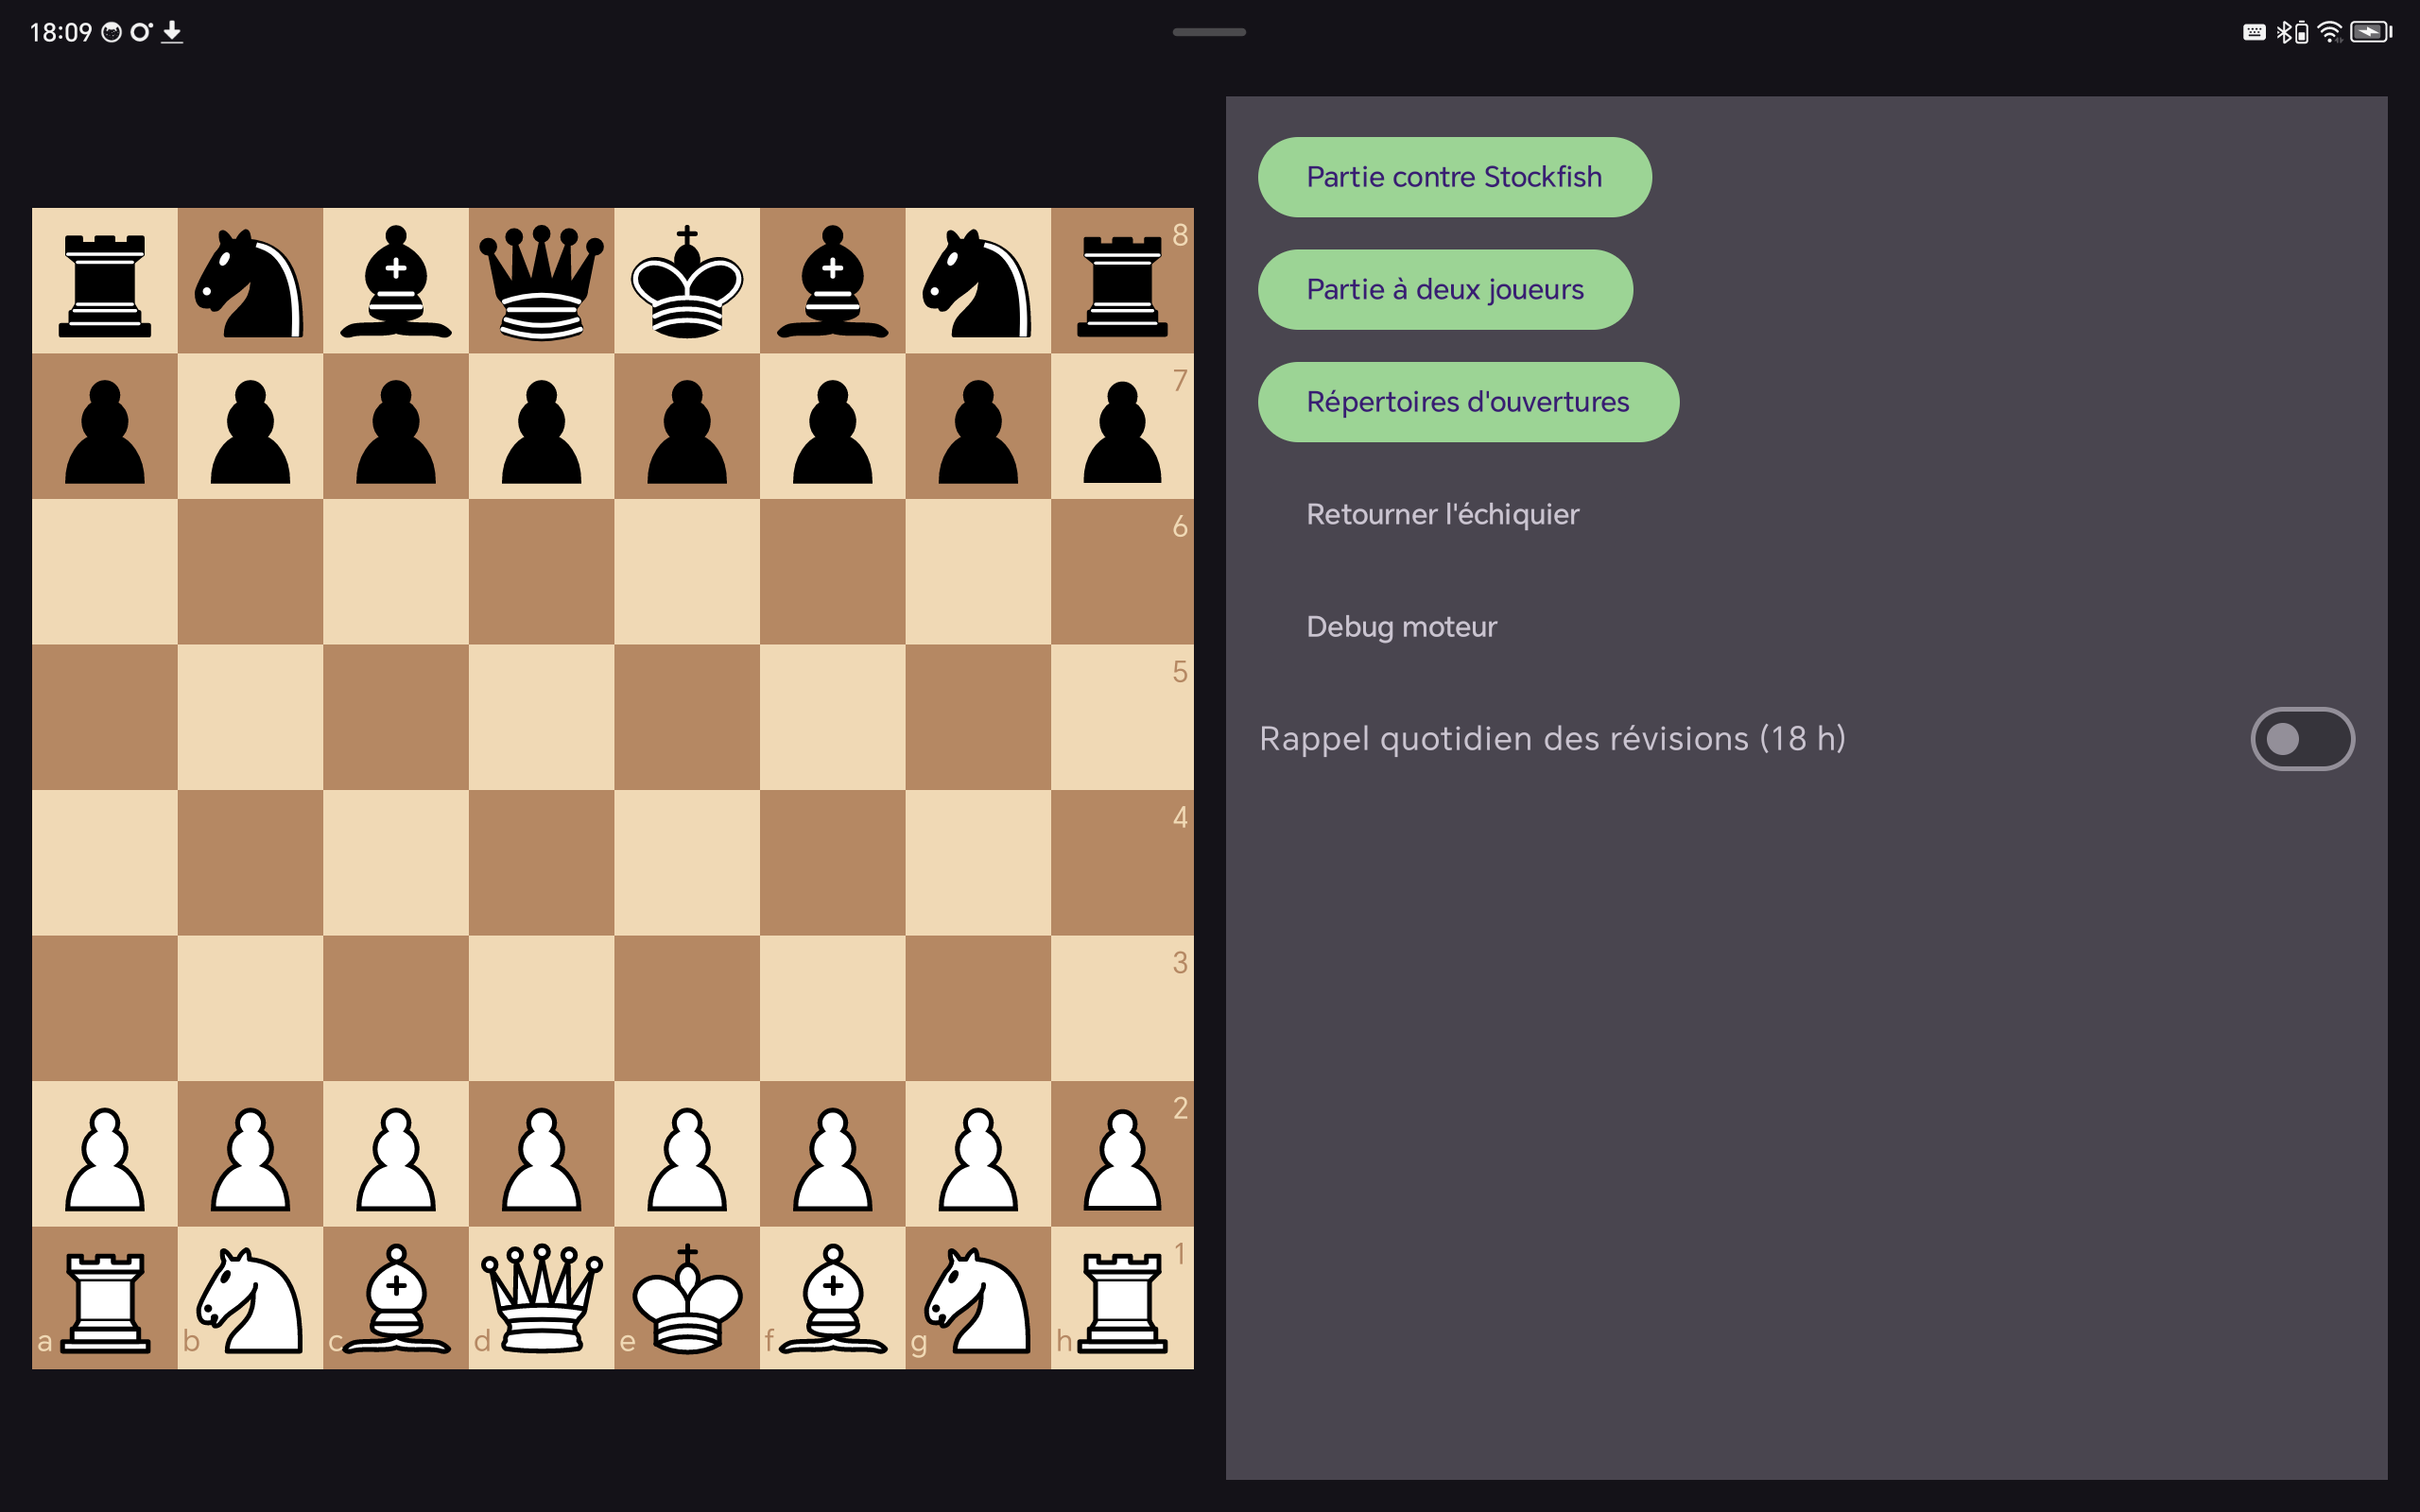 18:09
Partie contre Stockfish
Partie à deux joueurs
Répertoires d'ouvertures
Retourner l'échiquier
Debug moteur
Rappel quotidien des révisions (18 h)
8
7
6
5
4
3
2
1
a b c d e f g h